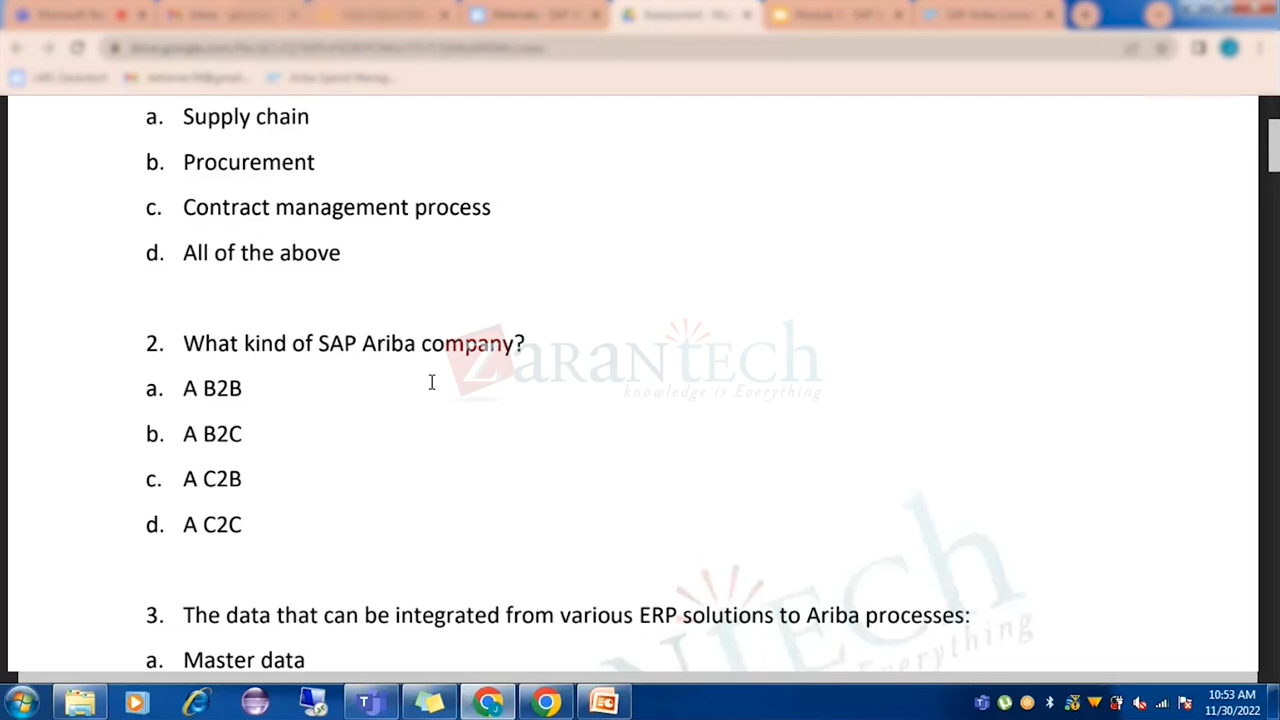 a. Supply chain
b. Procurement
c. Contract management process
d. All of the above
2. What kind of SAP Ariba company?
a. A B2B
b. A B2C
c. A C2B
d. A C2C
3. The data that can be integrated from various ERP solutions to Ariba processes:
a. Master data
ZARANTECH
knowledge is Everything
ANTECH
Everything
10:53 AM
11/30/2022